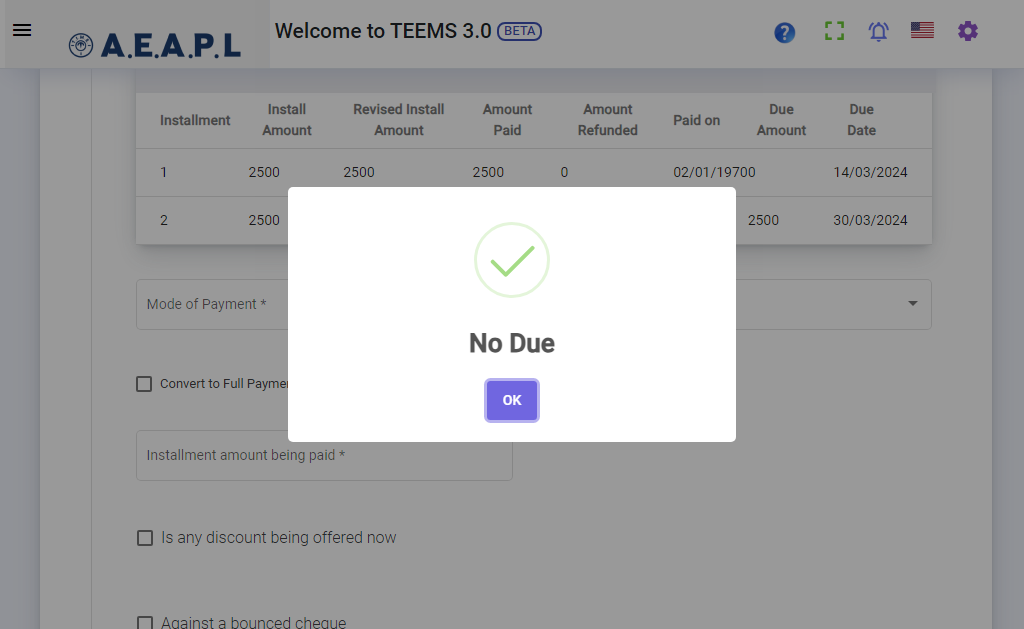 A.E.A.P.L
Welcome to TEEMS 3.0 BETA
Installment Install Amount Revised Install Amount Amount Paid Amount Refunded Paid on Due Amount Due Date
1 2500 2500 2500 0 02/01/19700 14/03/2024
2 2500 2500 30/03/2024
Mode of Payment *
No Due
Convert to Full Paymen
OK
Installment amount being paid *
Is any discount being offered now
Against a bounced cheque